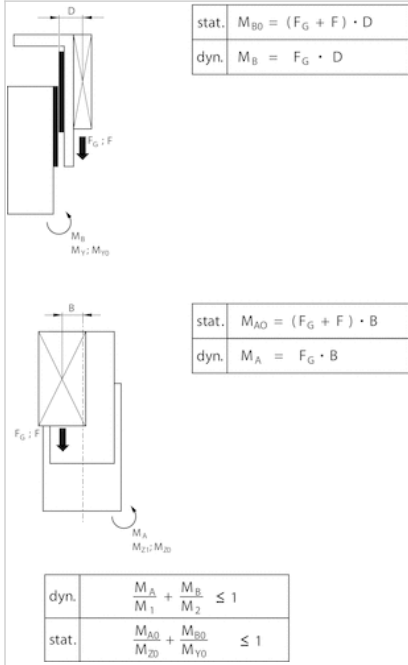 D
stat. M_B0 = (F_G + F) · D
dyn. M_B = F_G · D
F_G ; F
M_B
M_Y; M_Y0
B
stat. M_AO = (F_G + F) · B
dyn. M_A = F_G · B
F_G ; F
M_A
M_Z1; M_Z0
dyn. M_A/M_1 + M_B/M_2 ≤ 1
stat. M_A0/M_Z0 + M_B0/M_Y0 ≤ 1